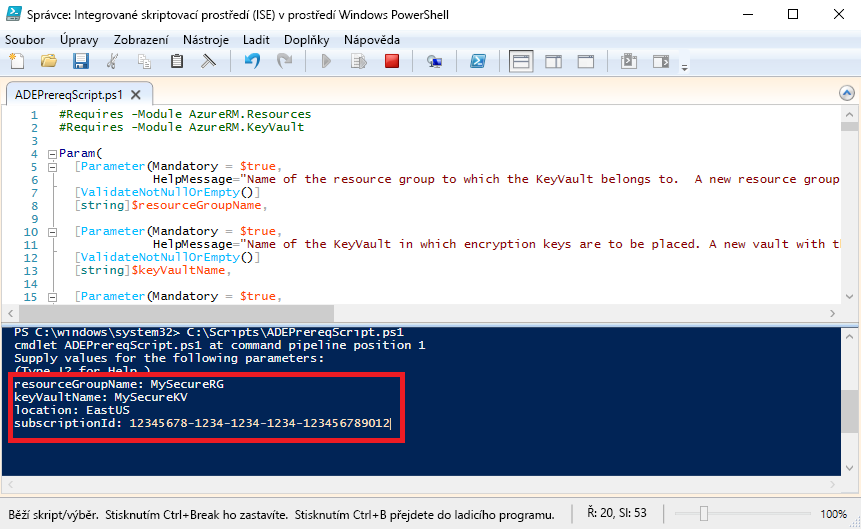 Správce: Integrované skriptovací prostředí (ISE) v prostředí Windows PowerShell
Soubor Úpravy Zobrazení Nástroje Ladit Doplňky Nápověda
ADEPrereqScript.ps1
1 #Requires -Module AzureRM.Resources
2 #Requires -Module AzureRM.KeyVault
3
4 Param(
5 [Parameter(Mandatory = $true,
6 HelpMessage="Name of the resource group to which the KeyVault belongs to.  A new resource group
7 [ValidateNotNullOrEmpty()]
8 [string]$resourceGroupName,
9
10 [Parameter(Mandatory = $true,
11 HelpMessage="Name of the KeyVault in which encryption keys are to be placed. A new vault with th
12 [ValidateNotNullOrEmpty()]
13 [string]$keyVaultName,
14
15 [Parameter(Mandatory = $true,
PS C:\windows\system32> C:\Scripts\ADEPrereqScript.ps1
cmdlet ADEPrereqScript.ps1 at command pipeline position 1
Supply values for the following parameters:
(Type !? for Help.)
resourceGroupName: MySecureRG
keyVaultName: MySecureKV
location: EastUS
subscriptionId: 12345678-1234-1234-1234-123456789012
Běží skript/výběr. Stisknutím Ctrl+Break ho zastavíte. Stisknutím Ctrl+B přejdete do ladicího programu. Ř: 20, Sl: 53 100%